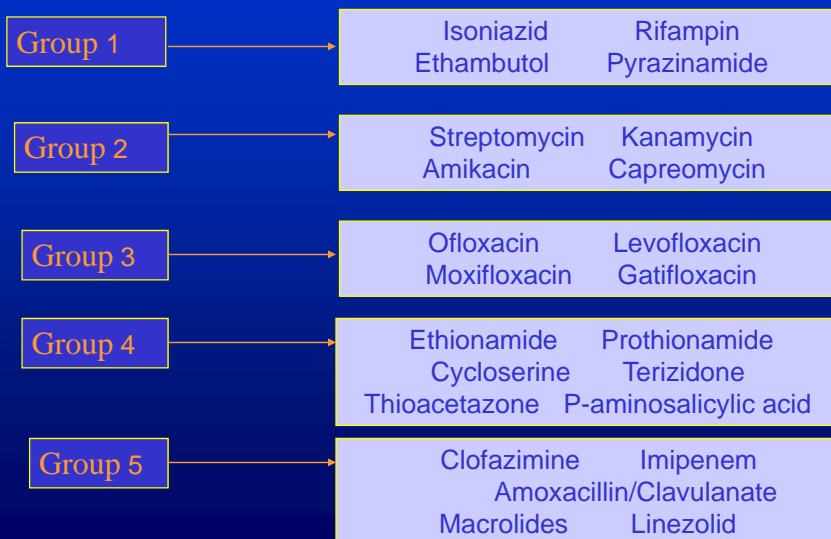 Group 1
Isoniazid Rifampin
Ethambutol Pyrazinamide
Group 2
Streptomycin Kanamycin
Amikacin Capreomycin
Group 3
Ofloxacin Levofloxacin
Moxifloxacin Gatifloxacin
Group 4
Ethionamide Prothionamide
Cycloserine Terizidone
Thioacetazone P-aminosalicylic acid
Group 5
Clofazimine Imipenem
Amoxacillin/Clavulanate
Macrolides Linezolid